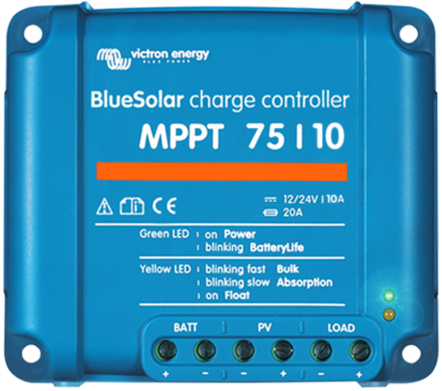 victron energy
BLUE POWER
BlueSolar charge controller
MPPT 75 | 10
12/24V | 10A
20A
CE
Green LED : on Power
: blinking BatteryLife
Yellow LED : blinking fast Bulk
: blinking slow Absorption
: on Float
BATT PV LOAD
+ − − + − +